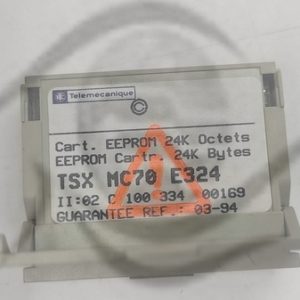 Telemecanique
Cart. EEPROM 24K Octets
EEPROM Cartr. 24K Bytes
TSX MC70 E324
II:02 C 100 334 00169
GUARANTEE REF.: 03-94